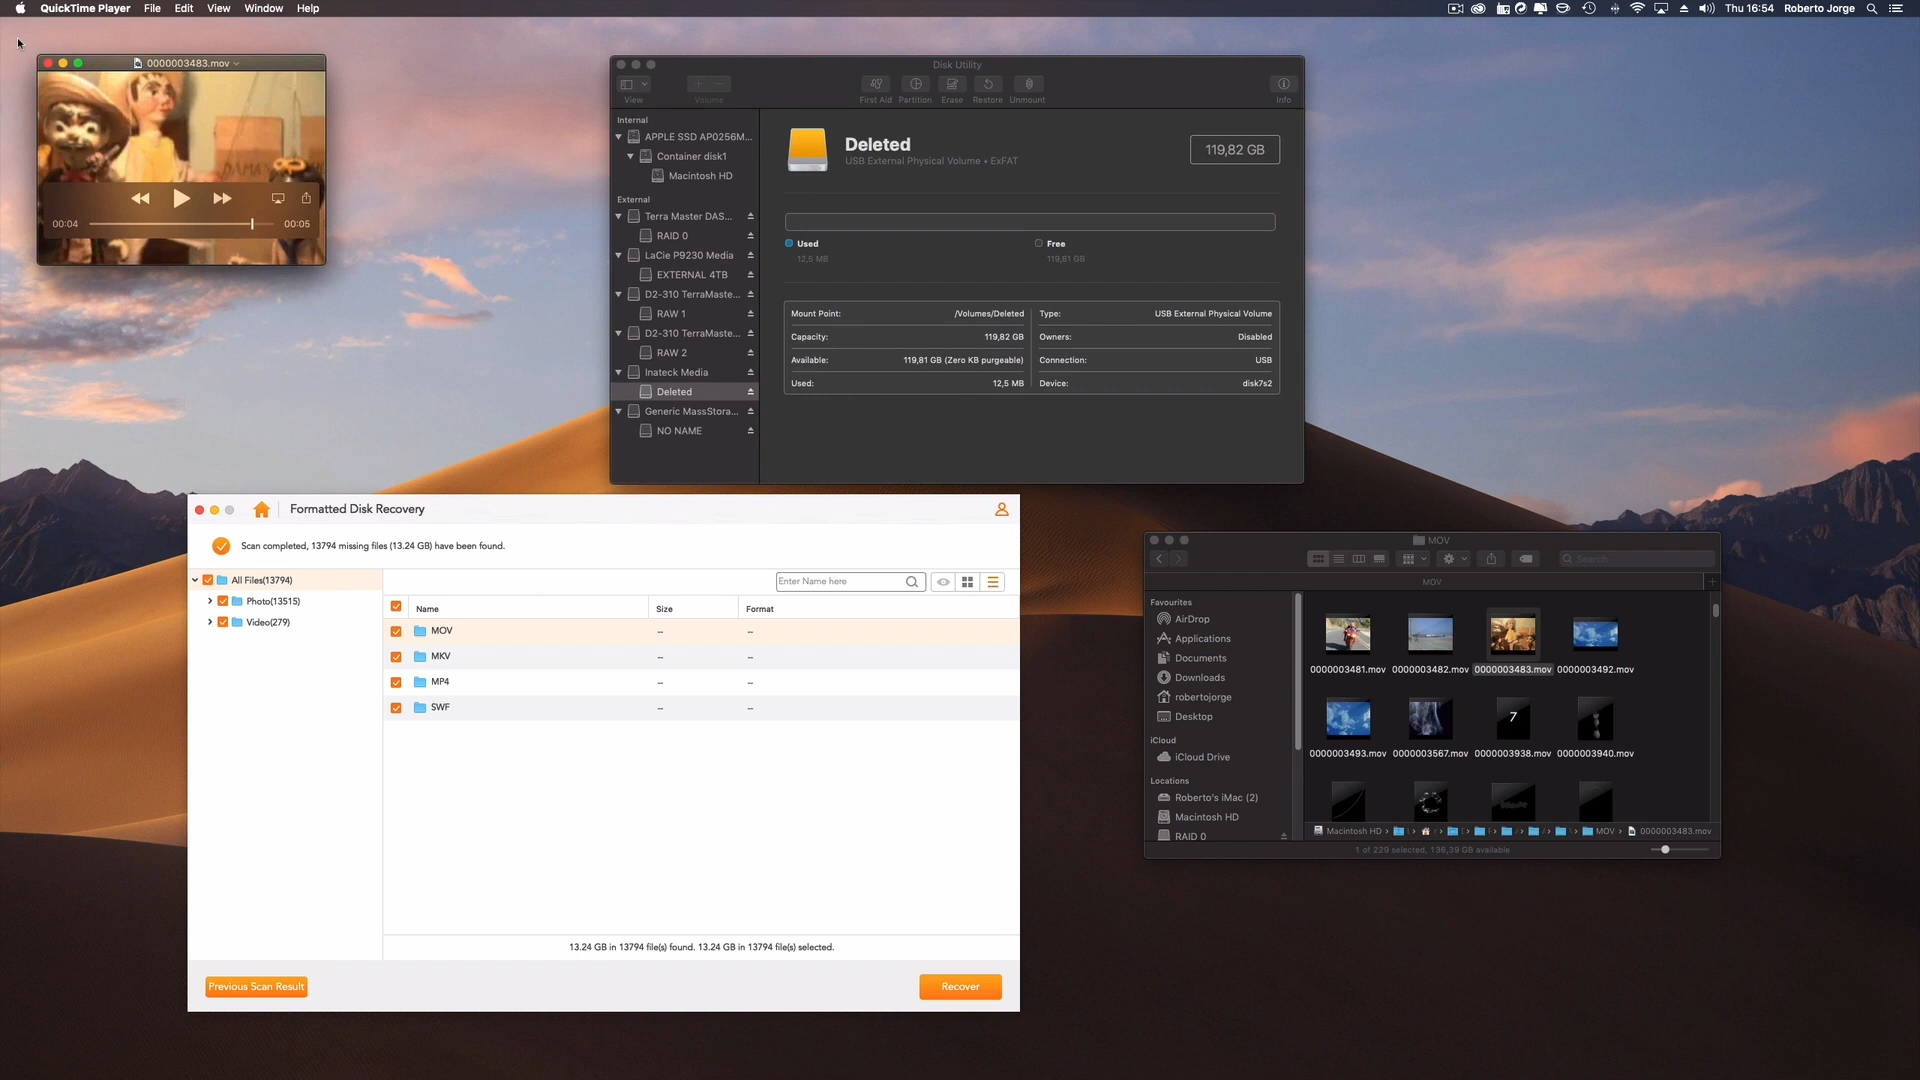 QuickTime Player File Edit View Window Help
Thu 16:54 Roberto Jorge
0000003483.mov
00:04 00:05
Disk Utility
View Volume First Aid Partition Erase Restore Unmount Info
Internal
APPLE SSD AP0256M...
Container disk1
Macintosh HD
External
Terra Master DAS...
RAID 0
LaCie P9230 Media
EXTERNAL 4TB
D2-310 TerraMaste...
RAW 1
D2-310 TerraMaste...
RAW 2
Inateck Media
Deleted
Generic MassStora...
NO NAME
Deleted
USB External Physical Volume • ExFAT
119,82 GB
Used
12,5 MB
Free
119,81 GB
Mount Point: /Volumes/Deleted
Type: USB External Physical Volume
Capacity: 119,82 GB
Owners: Disabled
Available: 119,81 GB (Zero KB purgeable)
Connection: USB
Used: 12,5 MB
Device: disk7s2
Formatted Disk Recovery
Scan completed, 13794 missing files (13.24 GB) have been found.
All Files(13794)
Photo(13515)
Video(279)
Enter Name here
Name Size Format
MOV -- --
MKV -- --
MP4 -- --
SWF -- --
13.24 GB in 13794 file(s) found. 13.24 GB in 13794 file(s) selected.
Previous Scan Result
Recover
MOV
Search
MOV
Favourites
AirDrop
Applications
Documents
Downloads
robertojorge
Desktop
iCloud
iCloud Drive
Locations
Roberto's iMac (2)
Macintosh HD
RAID 0
0000003481.mov 0000003482.mov 0000003483.mov 0000003492.mov
7
0000003493.mov 0000003567.mov 0000003938.mov 0000003940.mov
Macintosh HD MOV 0000003483.mov
1 of 229 selected, 136,39 GB available